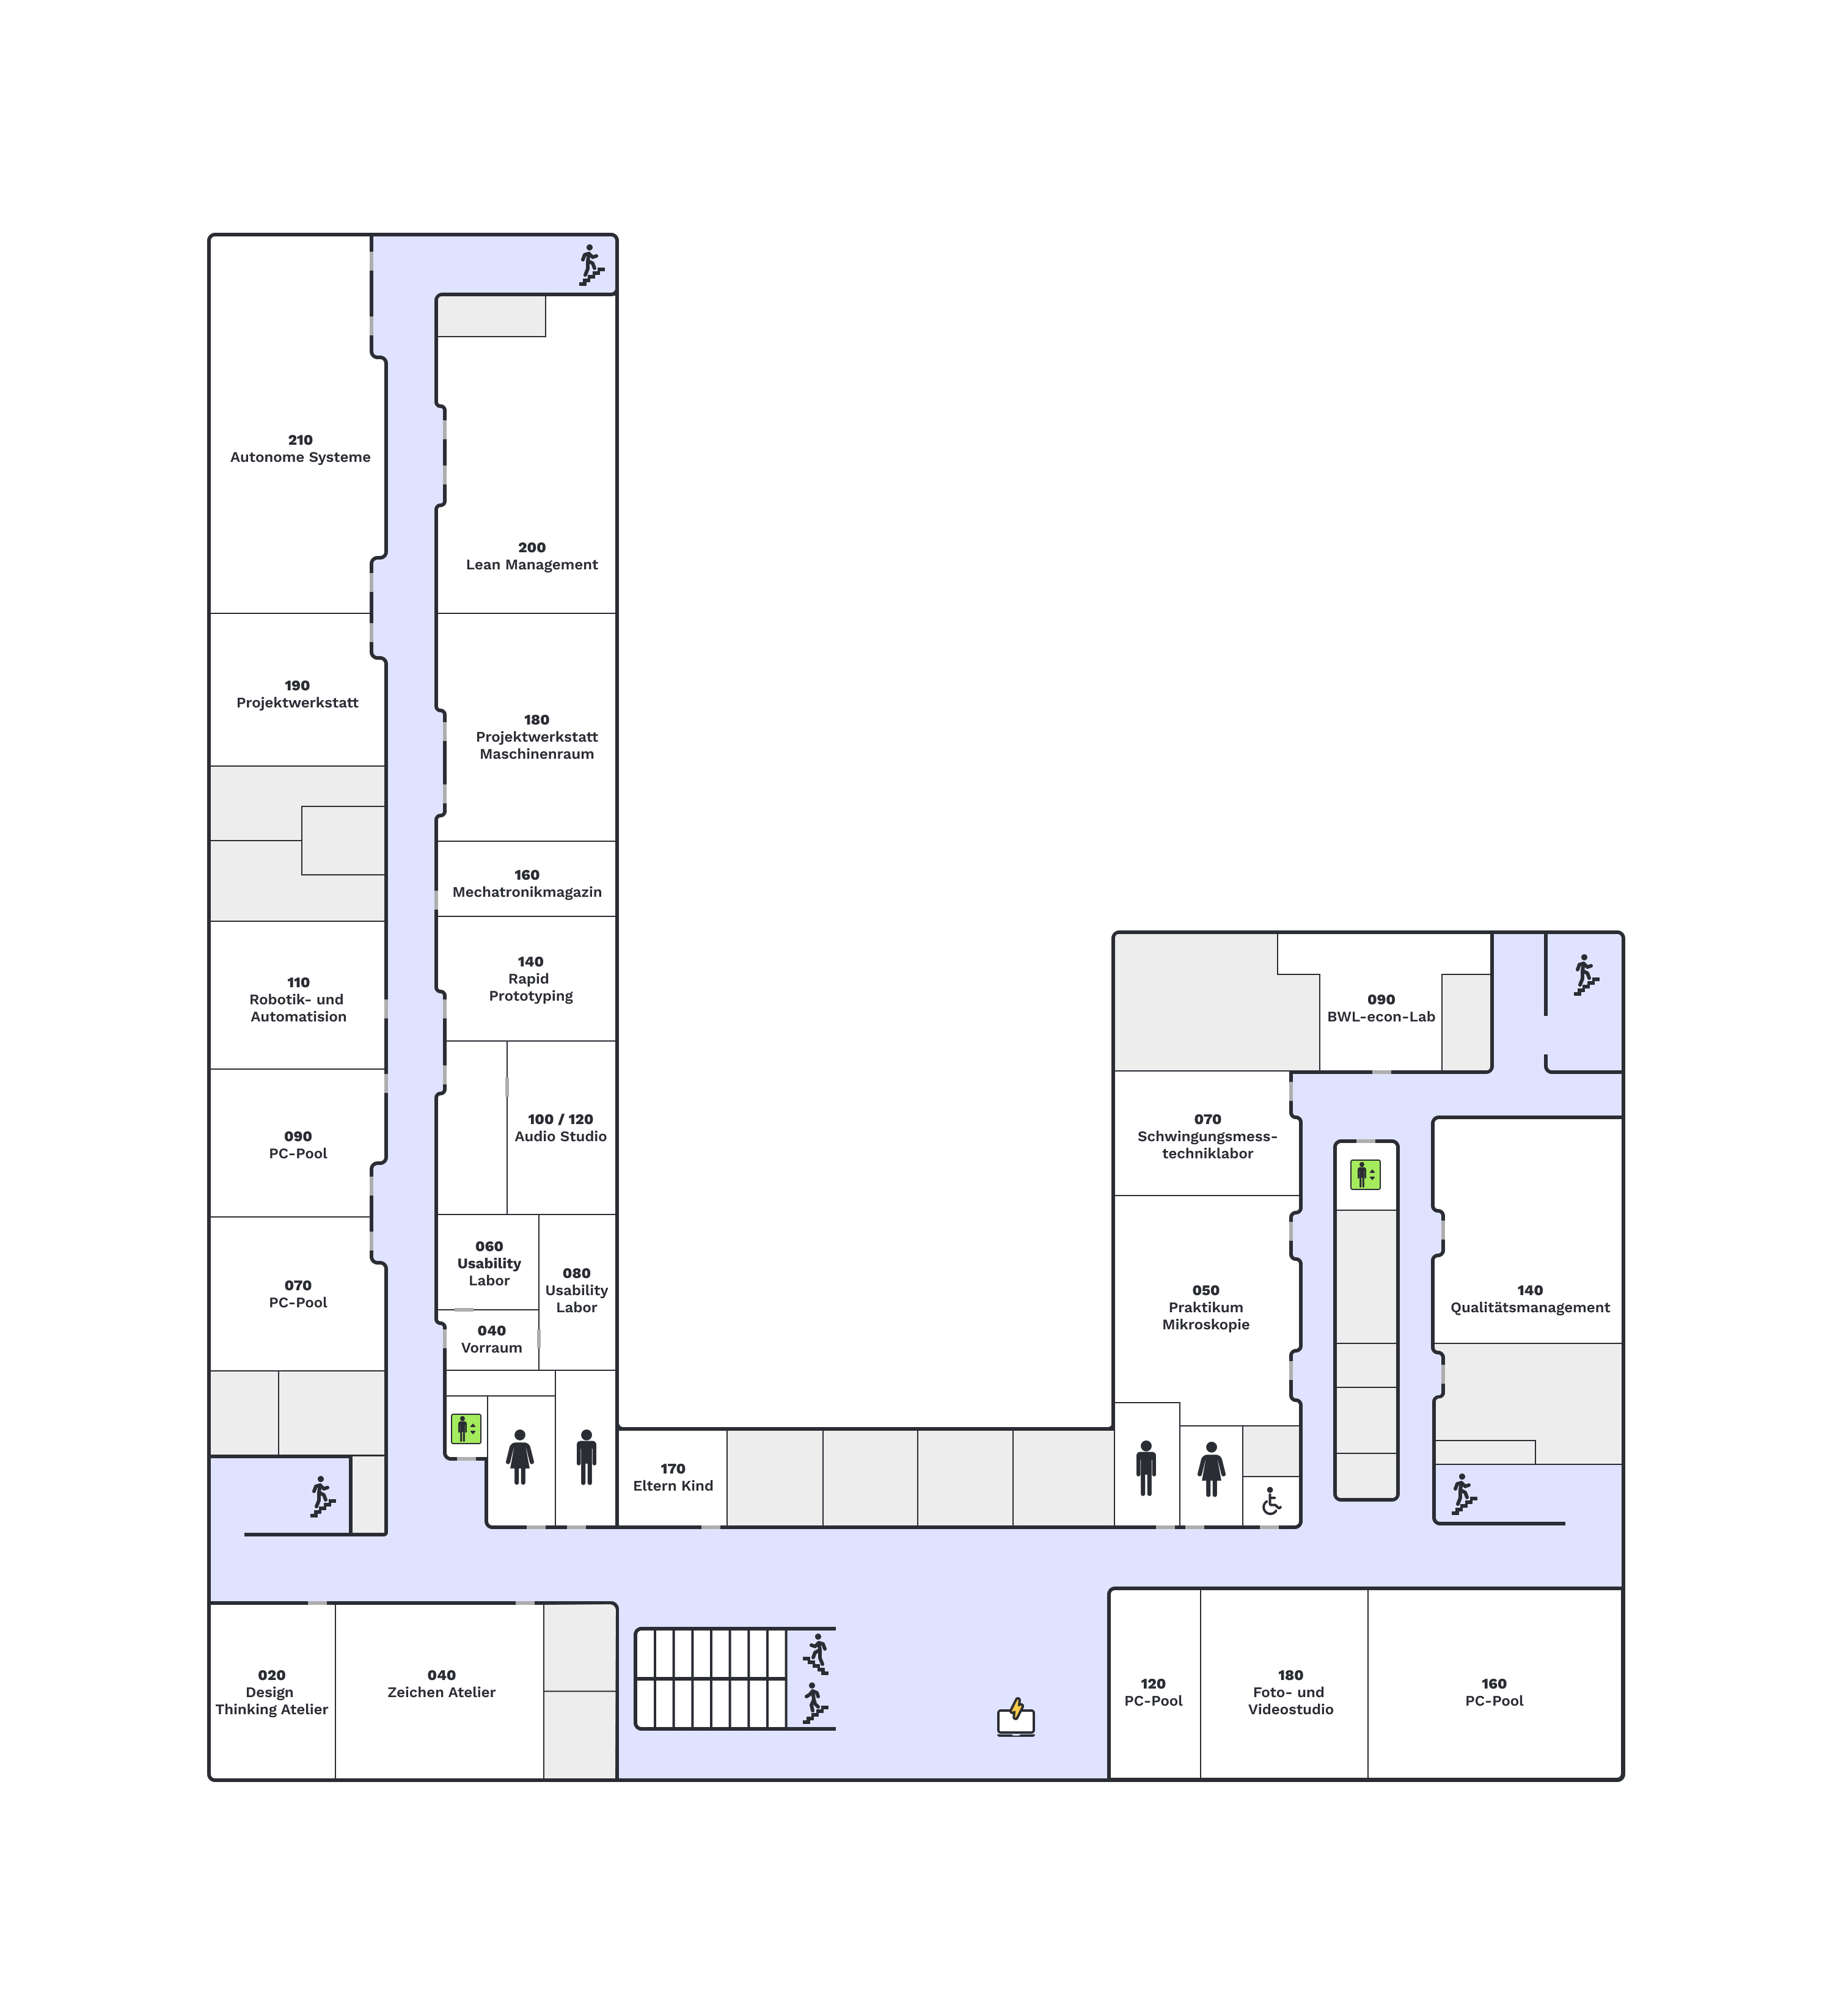 210
Autonome Systeme
200
Lean Management
190
Projektwerkstatt
180
Projektwerkstatt
Maschinenraum
160
Mechatronikmagazin
140
Rapid
Prototyping
110
Robotik- und
Automatision
100 / 120
Audio Studio
090
PC-Pool
060
Usability
Labor
080
Usability
Labor
070
PC-Pool
040
Vorraum
170
Eltern Kind
090
BWL-econ-Lab
070
Schwingungsmess-
techniklabor
050
Praktikum
Mikroskopie
140
Qualitätsmanagement
020
Design
Thinking Atelier
040
Zeichen Atelier
120
PC-Pool
180
Foto- und
Videostudio
160
PC-Pool